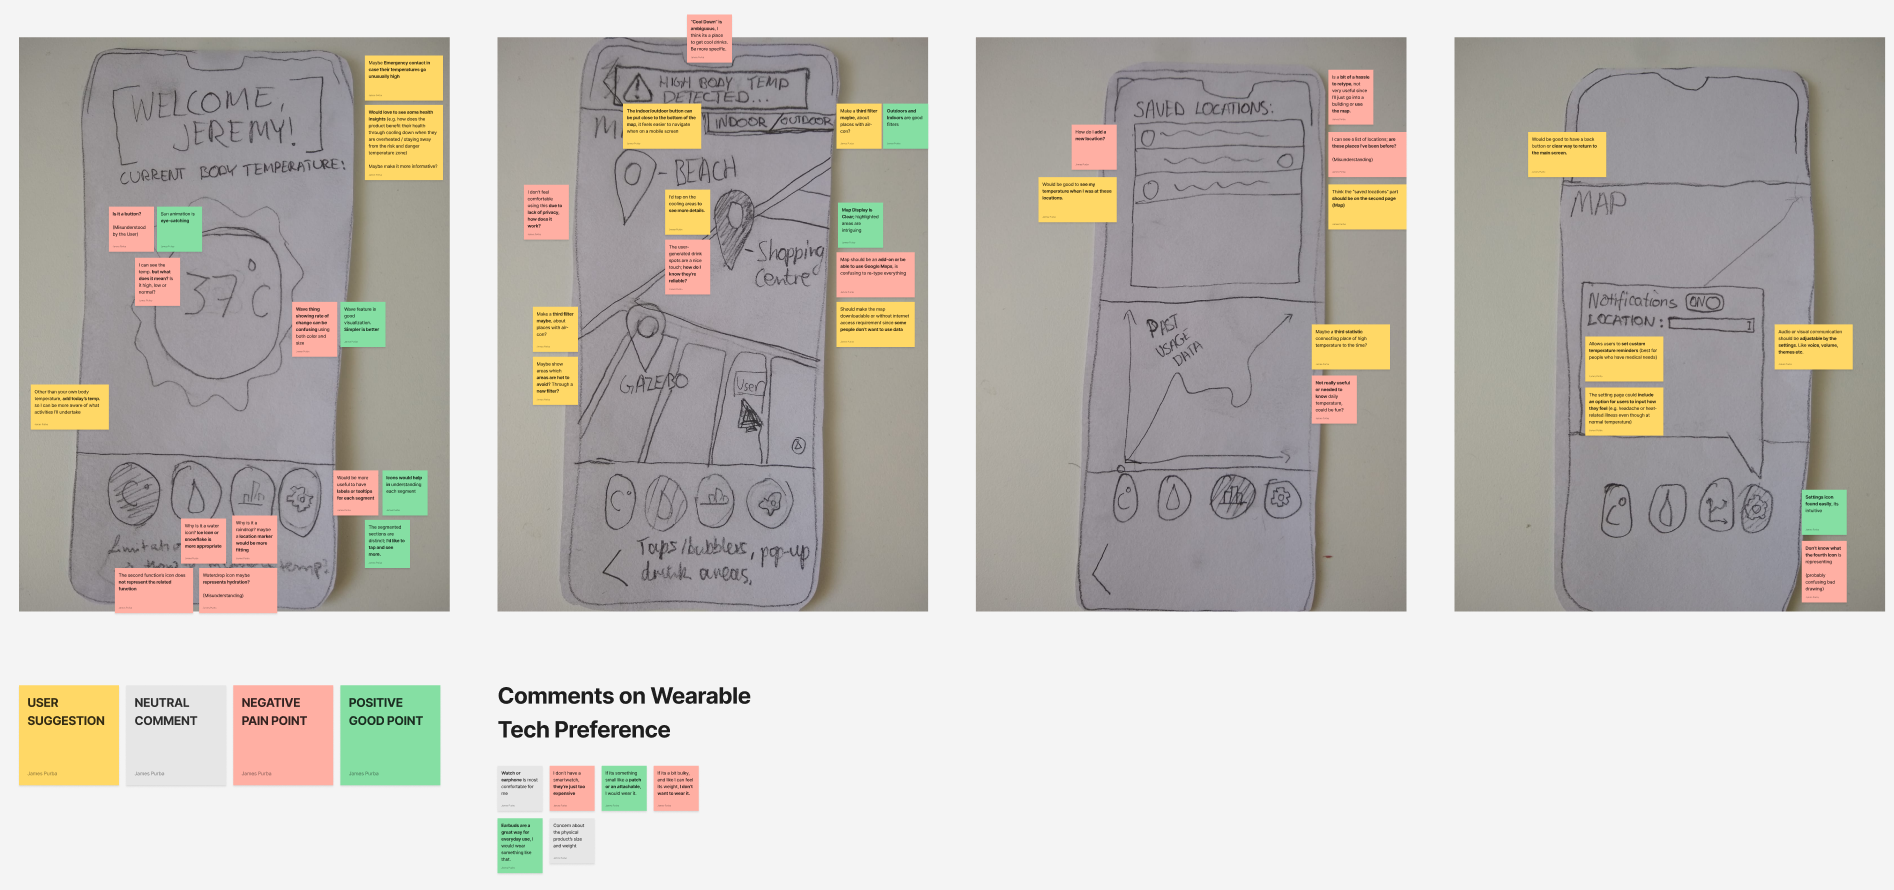 WELCOME,
JEREMY!
CURRENT BODY TEMPERATURE:
37°C
Maybe Emergency contact in
case their temperatures go
unusually high
Would love to see some health
insights (e.g. how does the
product benefit their health
through cooling down when they
are overheated / staying away
from the risk and danger
temperature zone)
Maybe make it more informative?
Is it a button?
(Misunderstood
by the User)
Sun animation is
eye-catching
I can see the
temp. but what
does it mean? Is
it high, low or
normal?
Wave thing
showing rate of
change can be
confusing using
both color and
size
Wave feature is
good
visualization.
Simpler is better
Other than your own body
temperature, add today's temp.
so I can be more aware of what
activities I'll undertake
Would be more
useful to have
labels or tooltips
for each segment
Icons would help
in understanding
each segment
Why is it a water
icon? Ice icon or
snowflake is
more appropriate
Why is it a
raindrop? maybe
a location marker
would be more
fitting
The segmented
sections are
distinct; I'd like to
tap and see
more.
The second function's icon does
not represent the related
function
Waterdrop icon maybe
represents hydration?
(Misunderstanding)
temp?
"Cool Down" is
ambiguous, I
think its a place
to get cool drinks.
Be more specific.
HIGH BODY TEMP
DETECTED...
INDOOR / OUTDOOR
The indoor/outdoor button can
be put close to the bottom of the
map, it feels easier to navigate
when on a mobile screen
Make a third filter
maybe, about
places with air-
con?
Outdoors and
Indoors are good
filters
- BEACH
I don't feel
comfortable
using this due to
lack of privacy,
how does it
work?
I'd tap on the
cooling areas to
see more details.
Map Display is
Clear; highlighted
areas are
intriguing
- Shopping
Centre
The user-
generated drink
spots are a nice
touch; how do I
know they're
reliable?
Map should be an add-on or be
able to use Google Maps, is
confusing to re-type everything
Should make the map
downloadable or without internet
access requirement since some
people don't want to use data
Make a third filter
maybe, about
places with air-
con?
Maybe show
areas which
areas are hot to
avoid? Through a
new filter?
GAZEBO
User
Taps/bubblers, pop-up
drink areas,
SAVED LOCATIONS:
How do I add a
new location?
Would be good to see my
temperature when I was at these
locations.
Is a bit of a hassle
to retype, not
very useful since
I'll just go into a
building or see
the map.
I can see a list of locations; are
these places I've been before?
(Misunderstanding)
Think the "saved locations" part
should be on the second page
(Map)
PAST
USAGE
DATA
Maybe a third statistic
connecting place of high
temperature to the time?
Not really useful
or needed to
know daily
temperature,
could be fun?
Would be good to have a back
button or clear way to return to
the main screen.
MAP
Notifications ON
LOCATION:
Allows users to set custom
temperature reminders (best for
people who have medical needs)
The setting page could include
an option for users to input how
they feel (e.g. headache or heat-
related illness even though at
normal temperature)
Audio or visual communication
should be adjustable by the
settings. Like voice, volume,
themes etc.
Settings icon
found easily, its
intuitive
Don't know what
the fourth icon is
representing
(probably
confusing bad
drawing)
USER
SUGGESTION
James Purba
NEUTRAL
COMMENT
James Purba
NEGATIVE
PAIN POINT
James Purba
POSITIVE
GOOD POINT
James Purba
Comments on Wearable
Tech Preference
Watch or
earphone is most
comfortable for
me
I don't have a
smartwatch,
they're just too
expensive
If its something
small like a patch
or an attachable,
I would wear it.
If its a bit bulky,
and like I can feel
its weight, I don't
want to wear it.
Earbuds are a
great way for
everyday use, I
would wear
something like
that.
Concern about
the physical
product's size
and weight